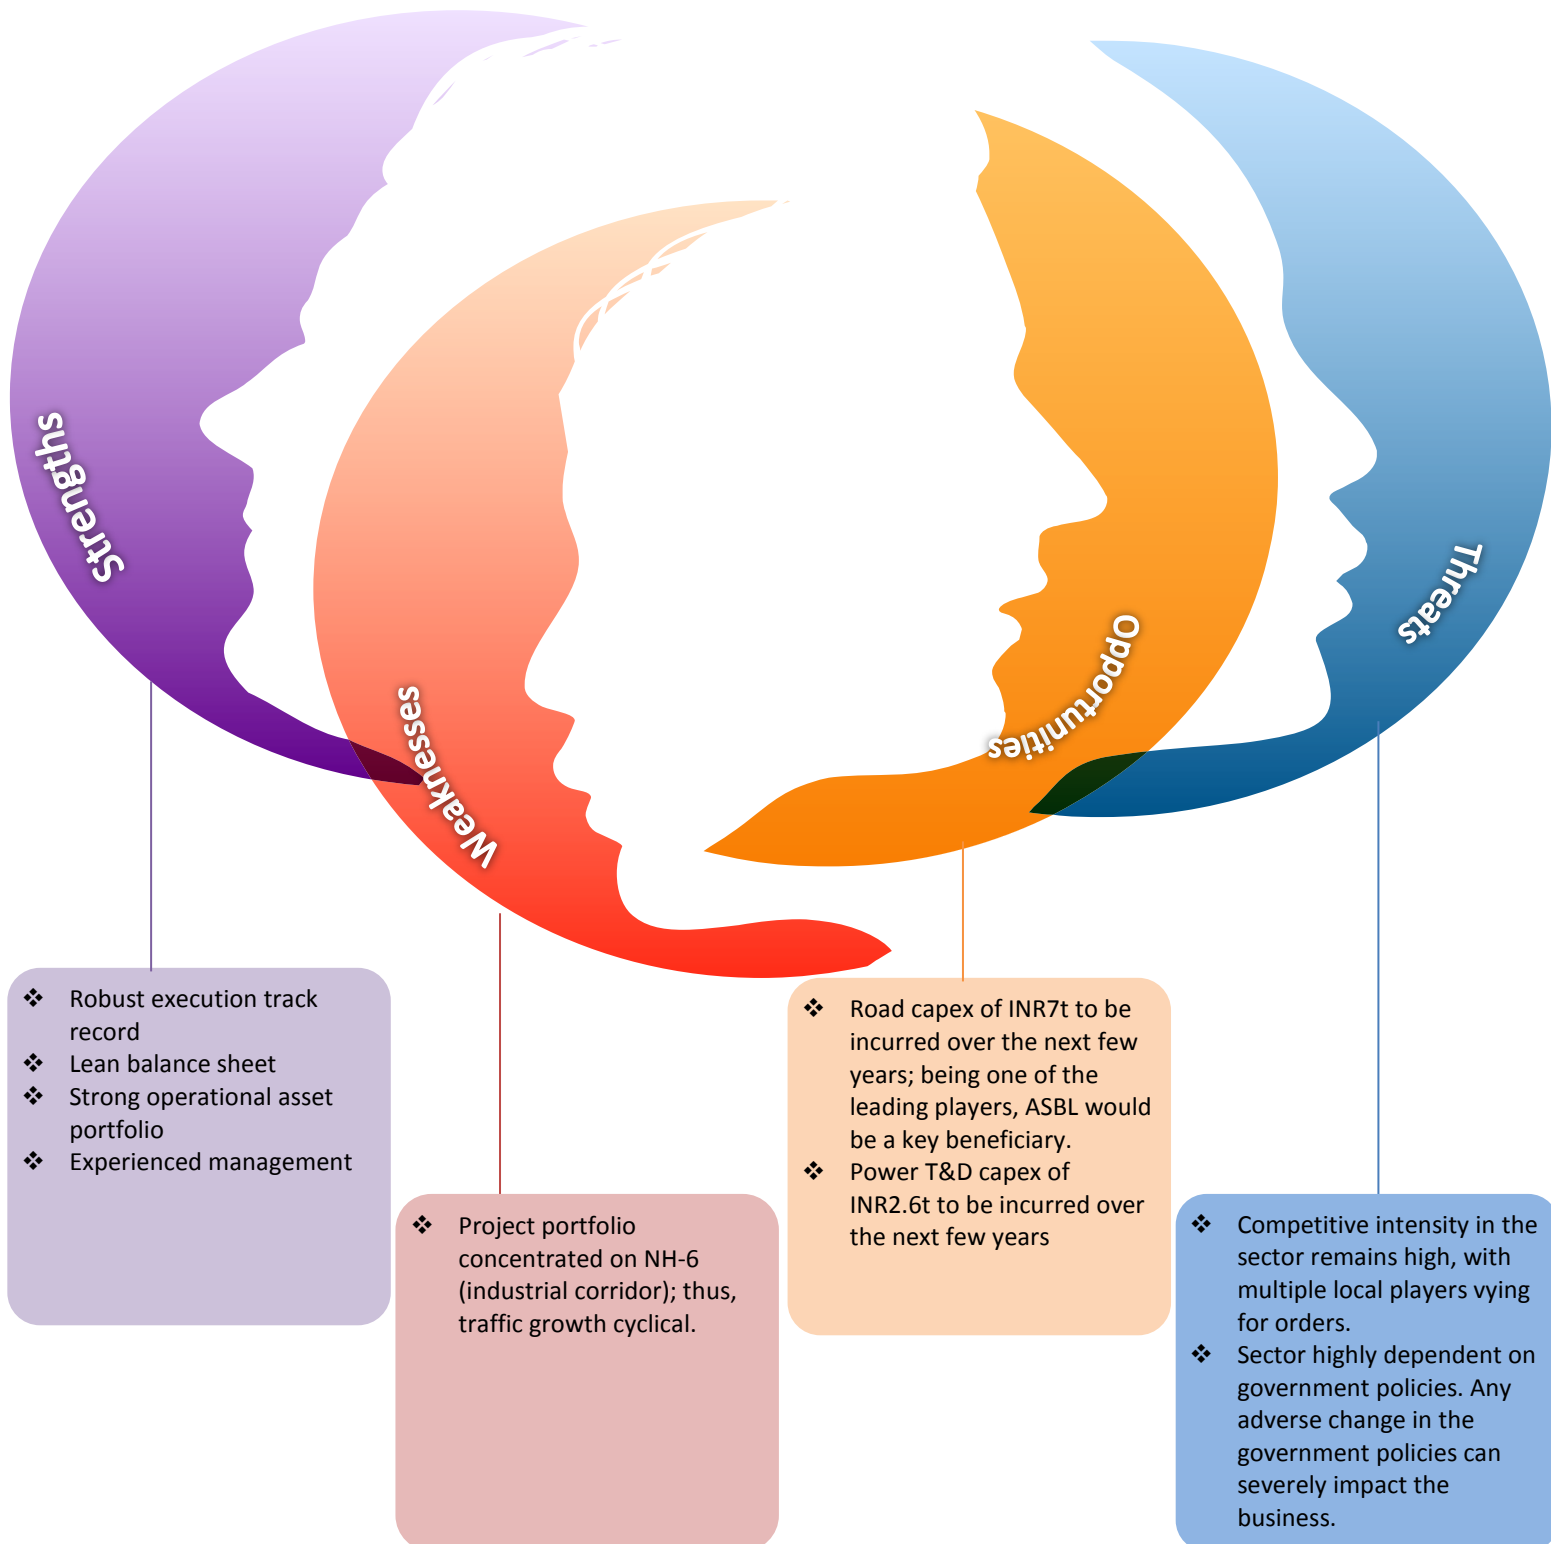 Strengths
Weaknesses
Opportunities
Threats
❖ Robust execution track
record
❖ Lean balance sheet
❖ Strong operational asset
portfolio
❖ Experienced management
❖ Project portfolio
concentrated on NH-6
(industrial corridor); thus,
traffic growth cyclical.
❖ Road capex of INR7t to be
incurred over the next few
years; being one of the
leading players, ASBL would
be a key beneficiary.
❖ Power T&D capex of
INR2.6t to be incurred over
the next few years
❖ Competitive intensity in the
sector remains high, with
multiple local players vying
for orders.
❖ Sector highly dependent on
government policies. Any
adverse change in the
government policies can
severely impact the
business.